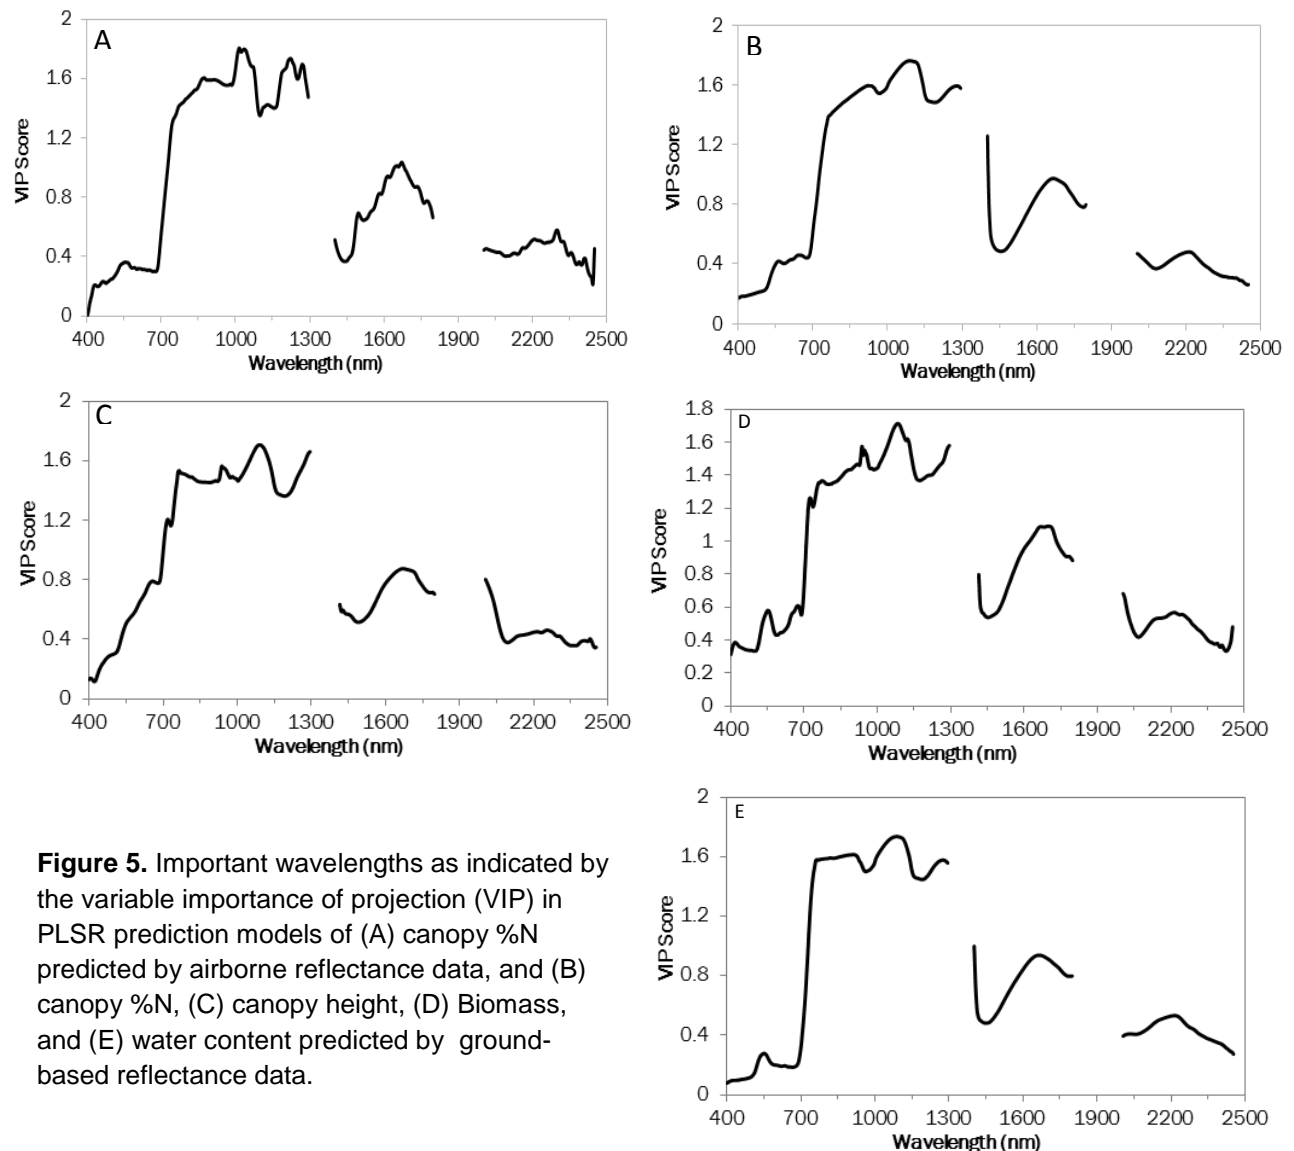 A
2
1.6
1.2
0.8
0.4
0
VIP Score
400 700 1000 1300 1600 1900 2200 2500
Wavelength (nm)
B
2
1.6
1.2
0.8
0.4
0
VIP Score
400 700 1000 1300 1600 1900 2200 2500
Wavelength (nm)
C
2
1.6
1.2
0.8
0.4
0
VIP Score
400 700 1000 1300 1600 1900 2200 2500
Wavelength (nm)
D
1.8
1.6
1.4
1.2
1
0.8
0.6
0.4
0.2
0
VIP Score
400 700 1000 1300 1600 1900 2200 2500
Wavelength (nm)
E
2
1.6
1.2
0.8
0.4
0
VIP Score
400 700 1000 1300 1600 1900 2200 2500
Wavelength (nm)
Figure 5. Important wavelengths as indicated by
the variable importance of projection (VIP) in
PLSR prediction models of (A) canopy %N
predicted by airborne reflectance data, and (B)
canopy %N, (C) canopy height, (D) Biomass,
and (E) water content predicted by ground-
based reflectance data.